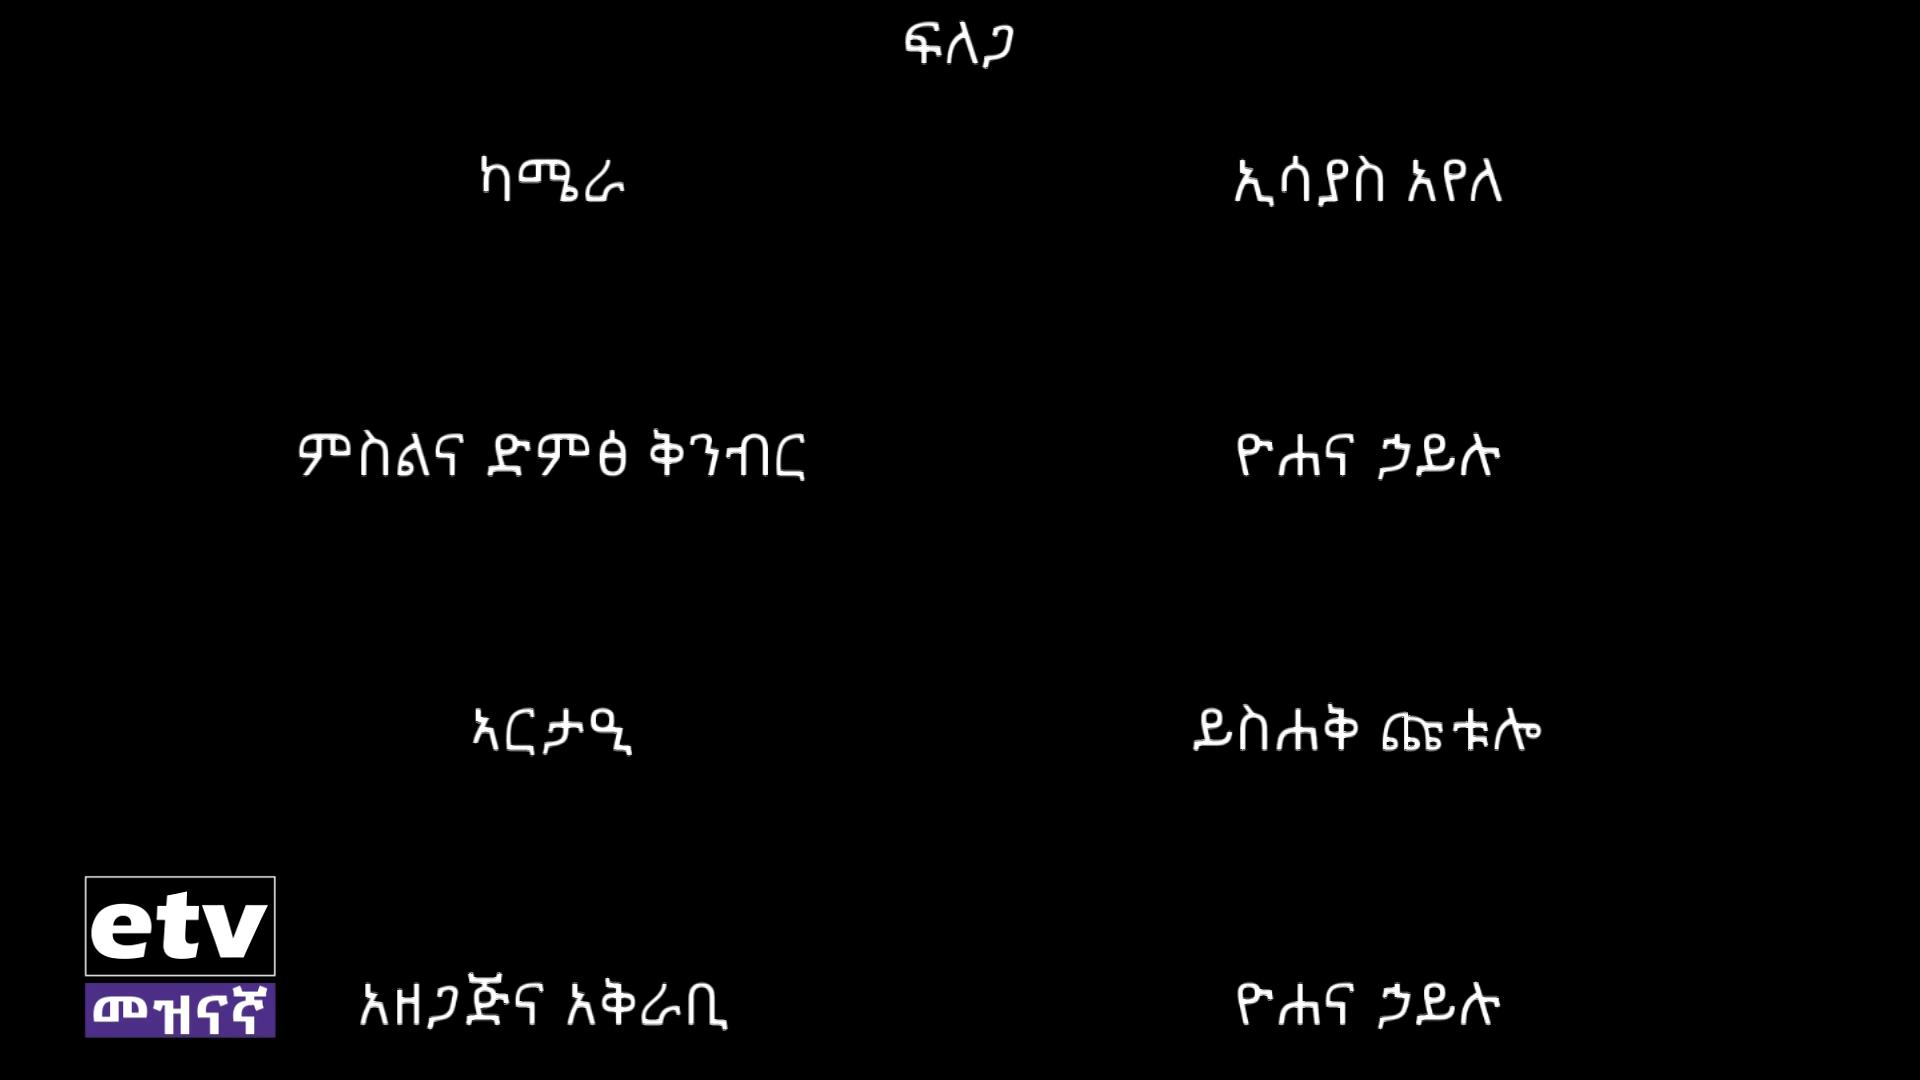 ፍለጋ
ካሜራ ኢሳያስ አየለ
ምስልና ድምፅ ቅንብር ዮሐና ኃይሉ
ኣርታዒ ይስሐቅ ጩቱሎ
አዘጋጅና አቅራቢ ዮሐና ኃይሉ
etv
መዝናኛ